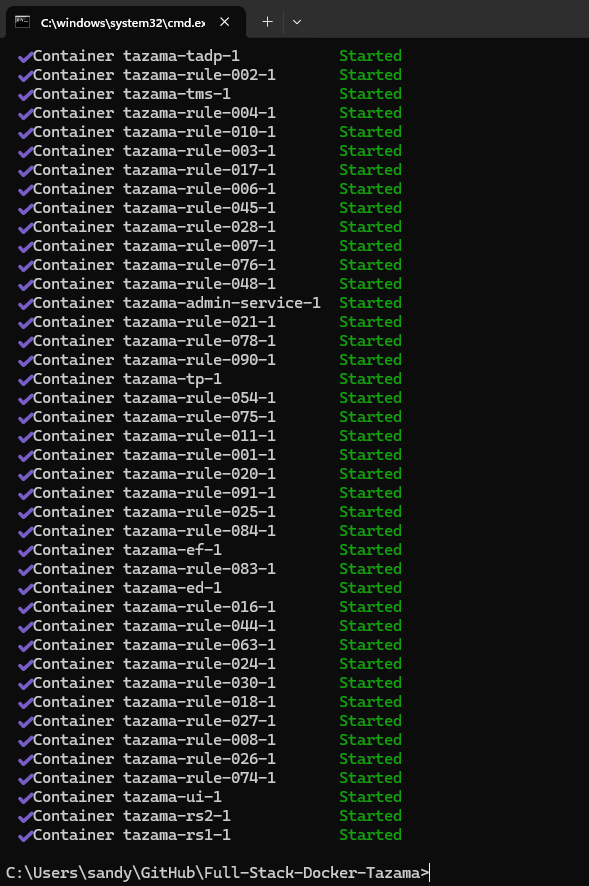 C:\windows\system32\cmd.ex
Container tazama-tadp-1 Started
Container tazama-rule-002-1 Started
Container tazama-tms-1 Started
Container tazama-rule-004-1 Started
Container tazama-rule-010-1 Started
Container tazama-rule-003-1 Started
Container tazama-rule-017-1 Started
Container tazama-rule-006-1 Started
Container tazama-rule-045-1 Started
Container tazama-rule-028-1 Started
Container tazama-rule-007-1 Started
Container tazama-rule-076-1 Started
Container tazama-rule-048-1 Started
Container tazama-admin-service-1 Started
Container tazama-rule-021-1 Started
Container tazama-rule-078-1 Started
Container tazama-rule-090-1 Started
Container tazama-tp-1 Started
Container tazama-rule-054-1 Started
Container tazama-rule-075-1 Started
Container tazama-rule-011-1 Started
Container tazama-rule-001-1 Started
Container tazama-rule-020-1 Started
Container tazama-rule-091-1 Started
Container tazama-rule-025-1 Started
Container tazama-rule-084-1 Started
Container tazama-ef-1 Started
Container tazama-rule-083-1 Started
Container tazama-ed-1 Started
Container tazama-rule-016-1 Started
Container tazama-rule-044-1 Started
Container tazama-rule-063-1 Started
Container tazama-rule-024-1 Started
Container tazama-rule-030-1 Started
Container tazama-rule-018-1 Started
Container tazama-rule-027-1 Started
Container tazama-rule-008-1 Started
Container tazama-rule-026-1 Started
Container tazama-rule-074-1 Started
Container tazama-ui-1 Started
Container tazama-rs2-1 Started
Container tazama-rs1-1 Started
C:\Users\sandy\GitHub\Full-Stack-Docker-Tazama>